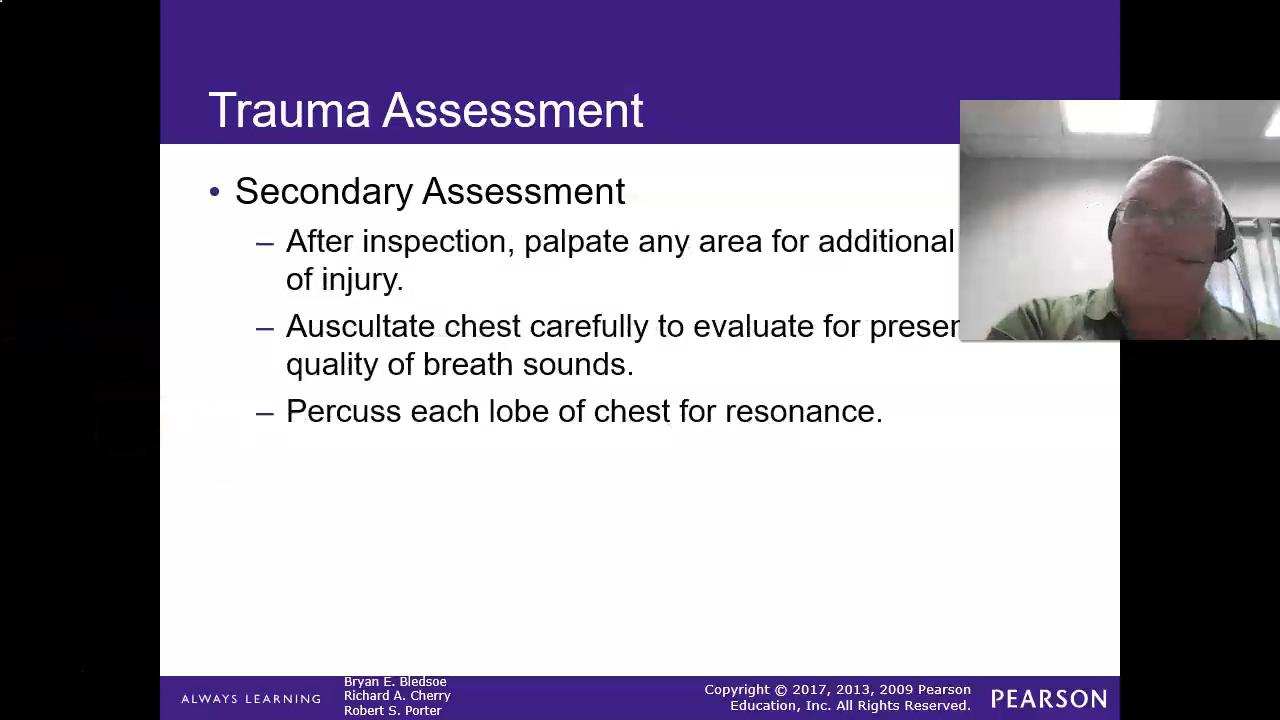 Trauma Assessment
• Secondary Assessment
– After inspection, palpate any area for additional
of injury.
– Auscultate chest carefully to evaluate for
quality of breath sounds.
– Percuss each lobe of chest for resonance.
ALWAYS LEARNING
Bryan E. Bledsoe
Richard A. Cherry
Robert S. Porter
Copyright © 2017, 2013, 2009 Pearson
Education, Inc. All Rights Reserved.
PEARSON